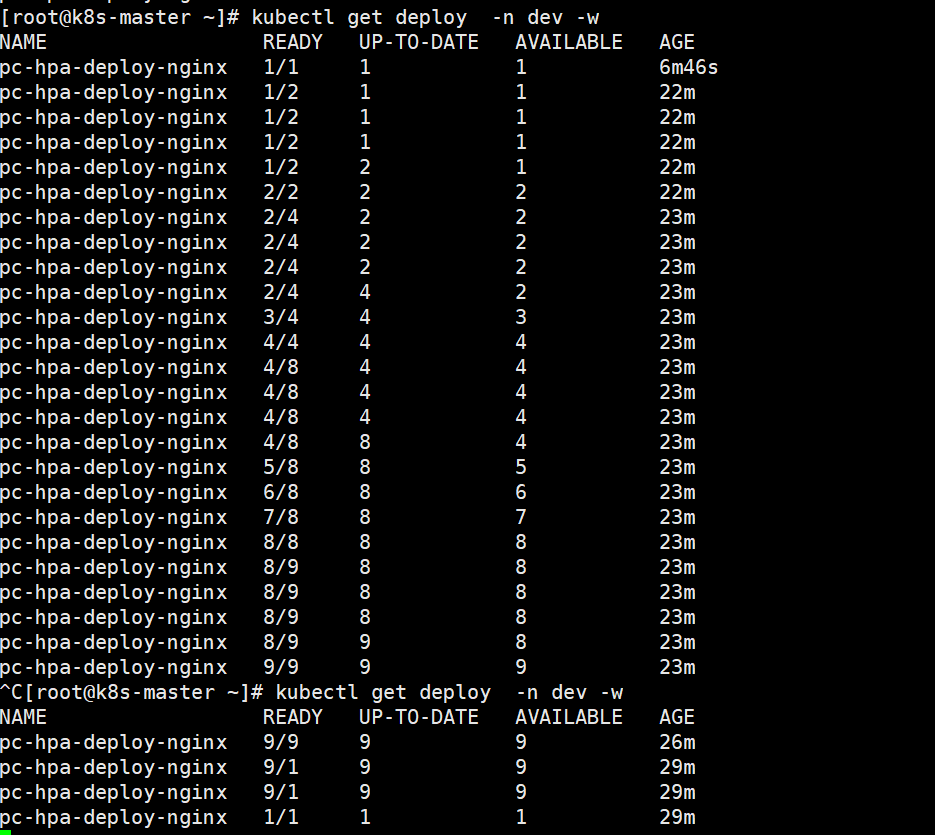 [root@k8s-master ~]# kubectl get deploy  -n dev -w
NAME                   READY   UP-TO-DATE   AVAILABLE   AGE
pc-hpa-deploy-nginx   1/1     1            1           6m46s
pc-hpa-deploy-nginx   1/2     1            1           22m
pc-hpa-deploy-nginx   1/2     1            1           22m
pc-hpa-deploy-nginx   1/2     1            1           22m
pc-hpa-deploy-nginx   1/2     2            1           22m
pc-hpa-deploy-nginx   2/2     2            2           22m
pc-hpa-deploy-nginx   2/4     2            2           23m
pc-hpa-deploy-nginx   2/4     2            2           23m
pc-hpa-deploy-nginx   2/4     2            2           23m
pc-hpa-deploy-nginx   2/4     4            2           23m
pc-hpa-deploy-nginx   3/4     4            3           23m
pc-hpa-deploy-nginx   4/4     4            4           23m
pc-hpa-deploy-nginx   4/8     4            4           23m
pc-hpa-deploy-nginx   4/8     4            4           23m
pc-hpa-deploy-nginx   4/8     4            4           23m
pc-hpa-deploy-nginx   4/8     8            4           23m
pc-hpa-deploy-nginx   5/8     8            5           23m
pc-hpa-deploy-nginx   6/8     8            6           23m
pc-hpa-deploy-nginx   7/8     8            7           23m
pc-hpa-deploy-nginx   8/8     8            8           23m
pc-hpa-deploy-nginx   8/9     8            8           23m
pc-hpa-deploy-nginx   8/9     8            8           23m
pc-hpa-deploy-nginx   8/9     8            8           23m
pc-hpa-deploy-nginx   8/9     9            8           23m
pc-hpa-deploy-nginx   9/9     9            9           23m
^C[root@k8s-master ~]# kubectl get deploy  -n dev -w
NAME                   READY   UP-TO-DATE   AVAILABLE   AGE
pc-hpa-deploy-nginx   9/9     9            9           26m
pc-hpa-deploy-nginx   9/1     9            9           29m
pc-hpa-deploy-nginx   9/1     9            9           29m
pc-hpa-deploy-nginx   1/1     1            1           29m